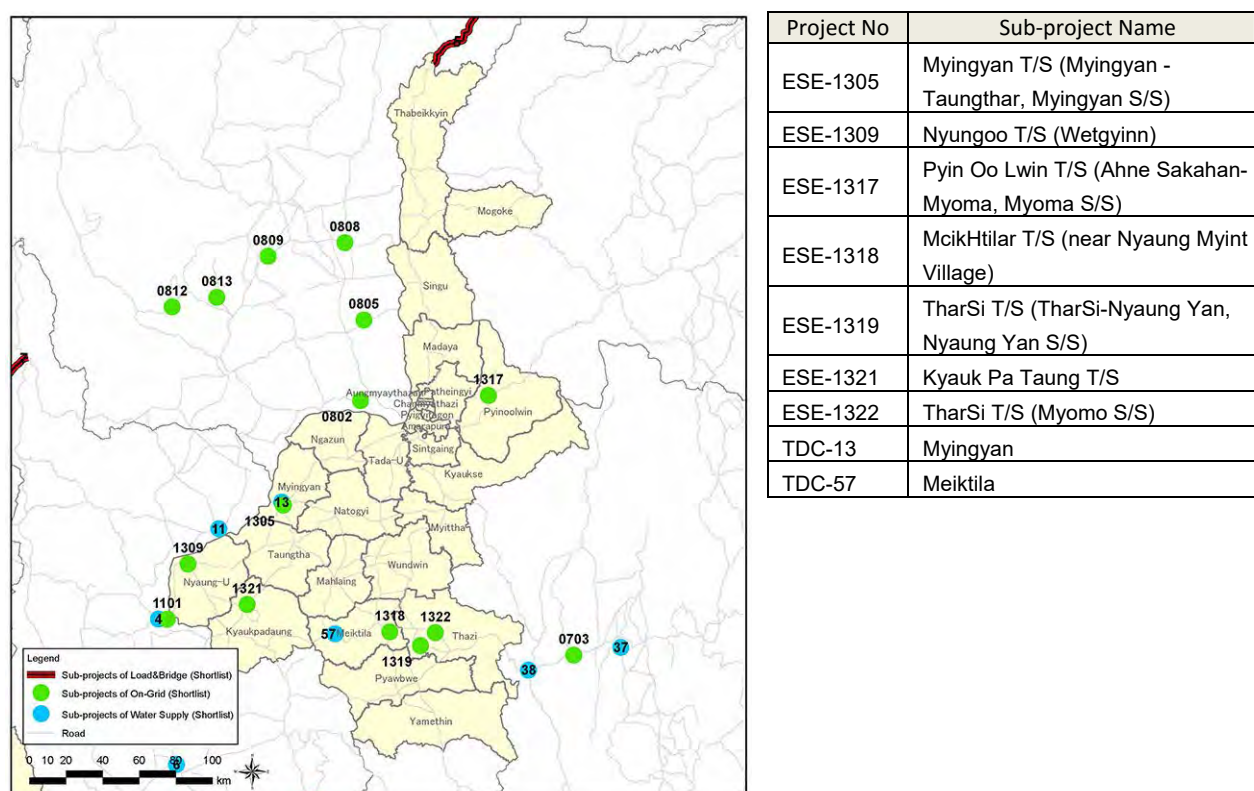 Thabeikkyin
Mogoke
0808
0809
Singu
0813
0812
0805
Madaya
1317
Patheingyi
Pyinoolwin
0802
Ngazun
Sintgaing
Tada-U
Kyaukse
Myingyan
13
Natogyi
1305
11
Myittha
1309
Taungtha
Wundwin
Nyaung-U
Mahlaing
1321
1101
4
1318
1322
Kyaukpadaung
57
Meiktila
Thazi
0703
37
1319
38
Pyawbwe
Yamethin
Legend
Sub-projects of Load&Bridge (Shortlist)
Sub-projects of On-Grid (Shortlist)
Sub-projects of Water Supply (Shortlist)
Road
6
0 10 20 40 60 80 100
km
Project No Sub-project Name
ESE-1305 Myingyan T/S (Myingyan -
Taungthar, Myingyan S/S)
ESE-1309 Nyungoo T/S (Wetgyinn)
ESE-1317 Pyin Oo Lwin T/S (Ahne Sakahan-
Myoma, Myoma S/S)
ESE-1318 McikHtilar T/S (near Nyaung Myint
Village)
ESE-1319 TharSi T/S (TharSi-Nyaung Yan,
Nyaung Yan S/S)
ESE-1321 Kyauk Pa Taung T/S
ESE-1322 TharSi T/S (Myomo S/S)
TDC-13 Myingyan
TDC-57 Meiktila